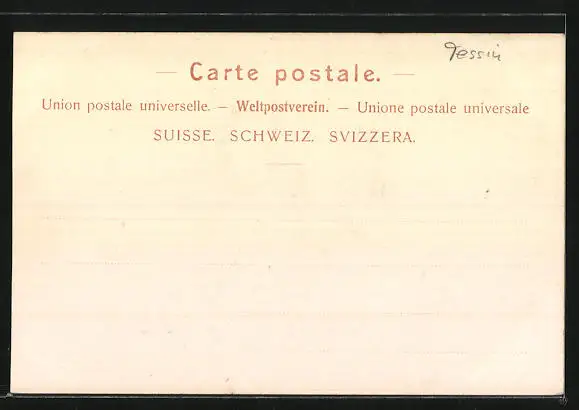 Tessin
— Carte postale. —
Union postale universelle. — Weltpostverein. — Unione postale universale
SUISSE. SCHWEIZ. SVIZZERA.